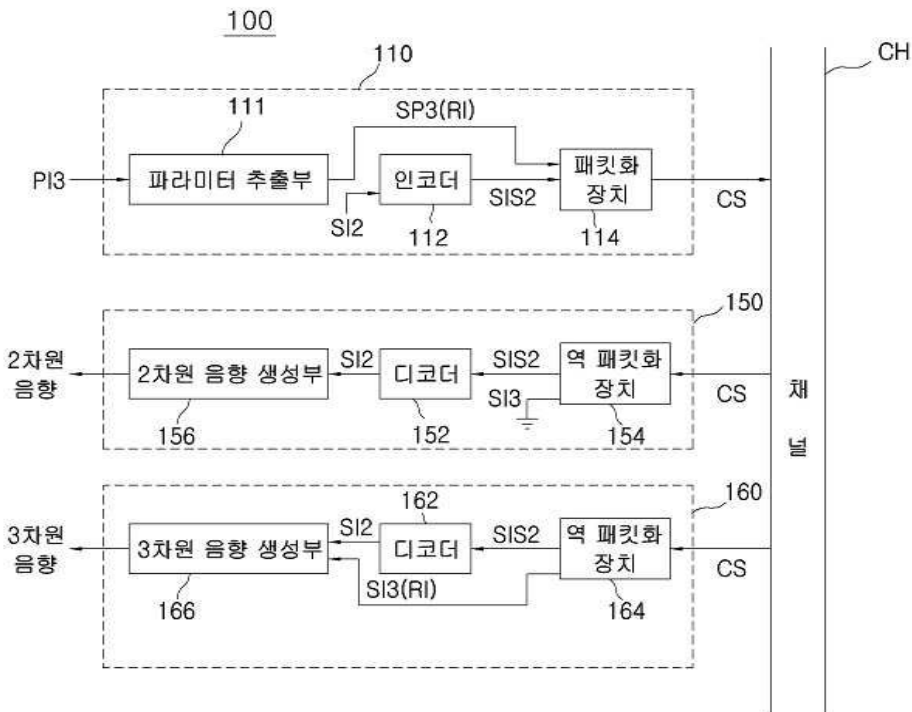 100
110
CH
111
SP3(RI)
PI3
파라미터 추출부
인코더
패킷화
장치
SI2
SIS2
CS
112
114
150
2차원
음향
2차원 음향 생성부
SI2
디코더
SIS2
역 패킷화
장치
SI3
CS
156
152
154
채
널
160
162
3차원
음향
3차원 음향 생성부
SI2
디코더
SIS2
역 패킷화
장치
SI3(RI)
CS
166
164